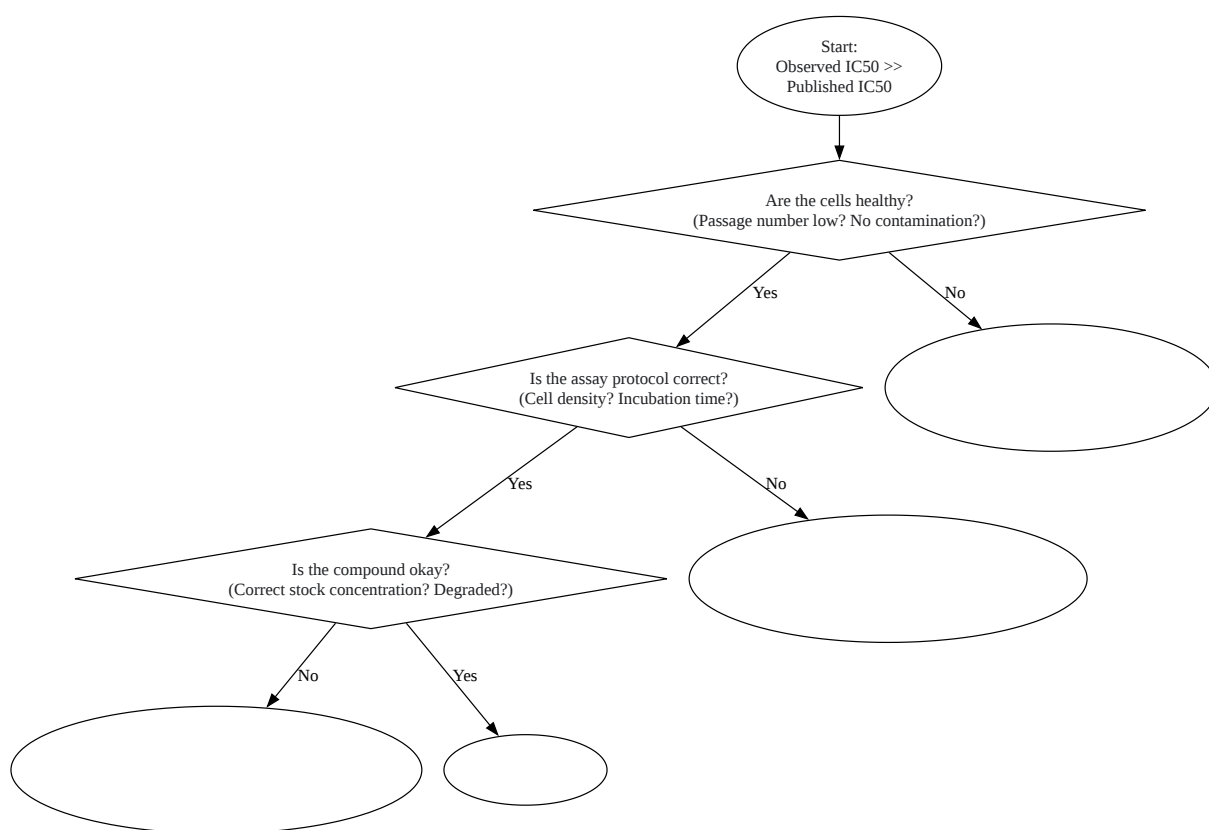 Start:
Observed IC50 >>
Published IC50
Are the cells healthy?
(Passage number low? No contamination?)
Yes
No
Is the assay protocol correct?
(Cell density? Incubation time?)
Yes
No
Is the compound okay?
(Correct stock concentration? Degraded?)
No
Yes